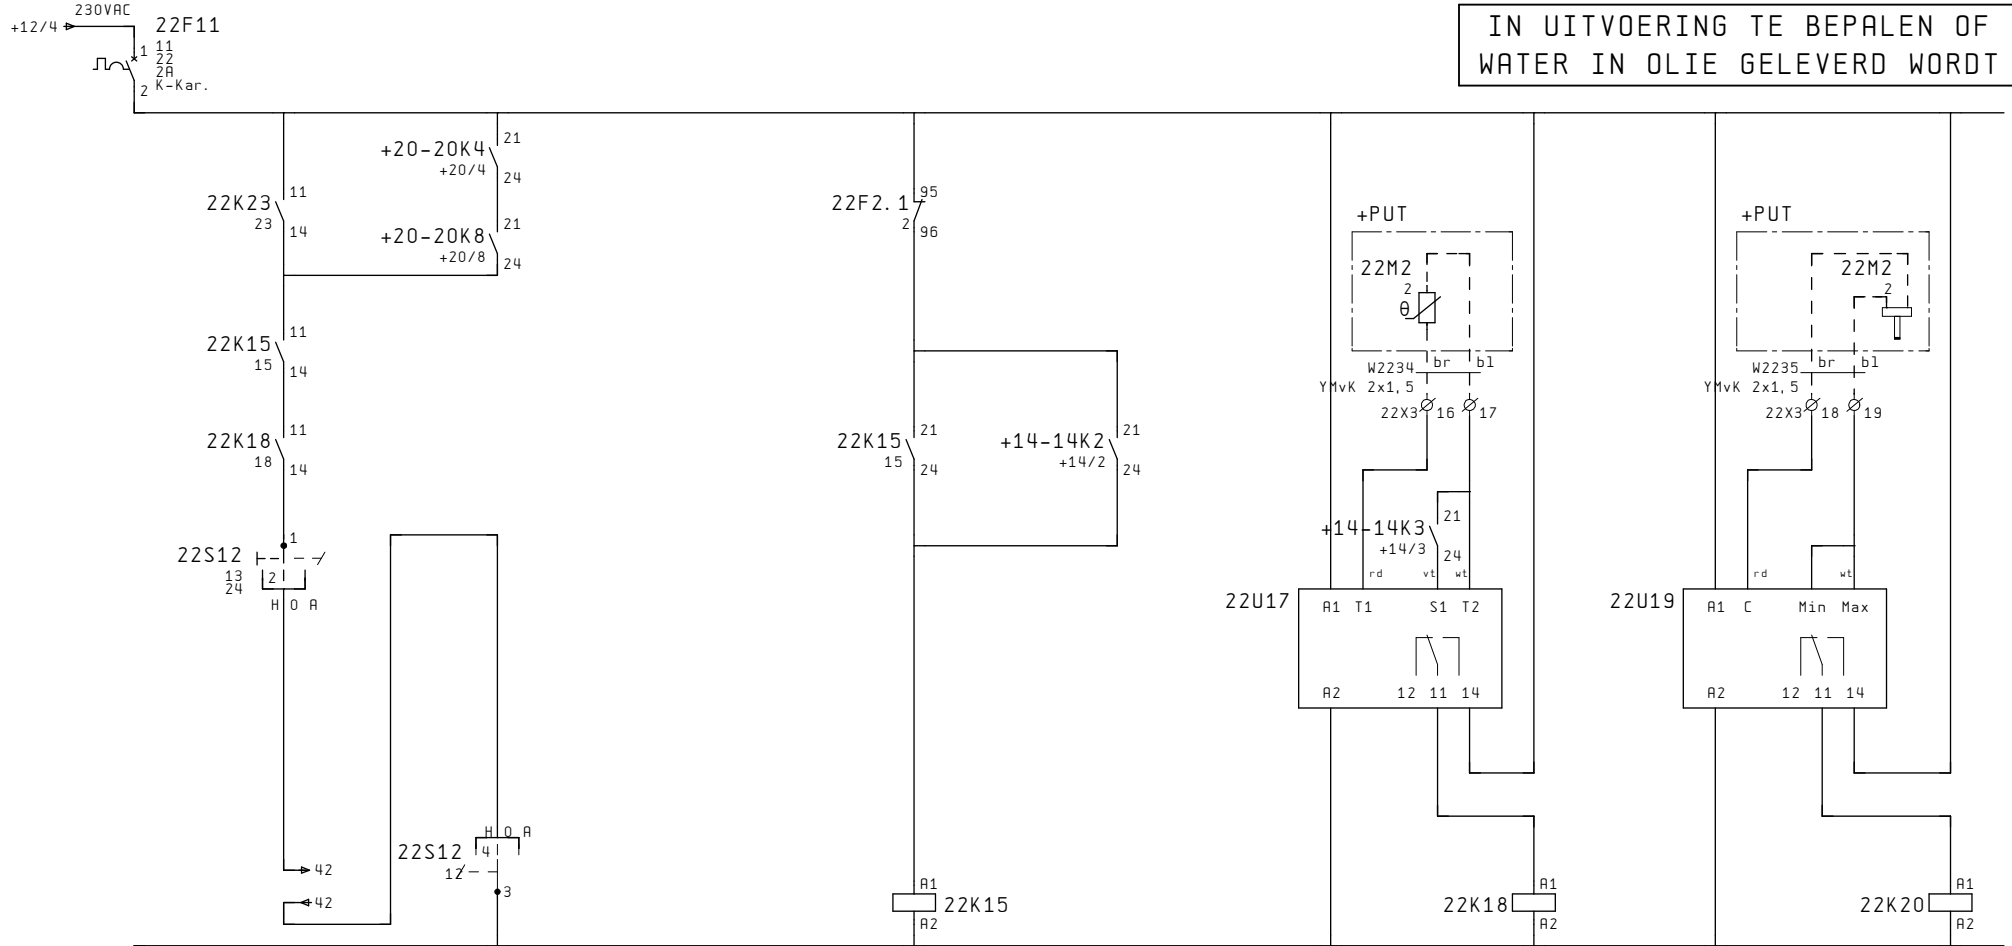 230VAC
+12/4
22F11
1
11
22
2A
K-Kar.
2
IN UITVOERING TE BEPALEN OF
WATER IN OLIE GELEVERD WORDT
+20-20K4
+20/4
21
24
22K23
23
11
14
+20-20K8
+20/8
21
24
22K15
15
11
14
22K18
18
11
14
22S12
13
24
1
2
H O A
42
42
H O A
22S12
12
4
3
22F2.1
2
95
96
22K15
15
21
24
+14-14K2
+14/2
21
24
A1
22K15
A2
+PUT
22M2
2
θ
W2234
br
bl
YMvK 2x1,5
22X3
16
17
+14-14K3
+14/3
21
24
rd
vt
wt
22U17
A1 T1 S1 T2
A2 12 11 14
A1
22K18
A2
+PUT
22M2
2
W2235
br
bl
YMvK 2x1,5
22X3
18
19
rd
wt
22U19
A1 C Min Max
A2 12 11 14
A1
22K20
A2